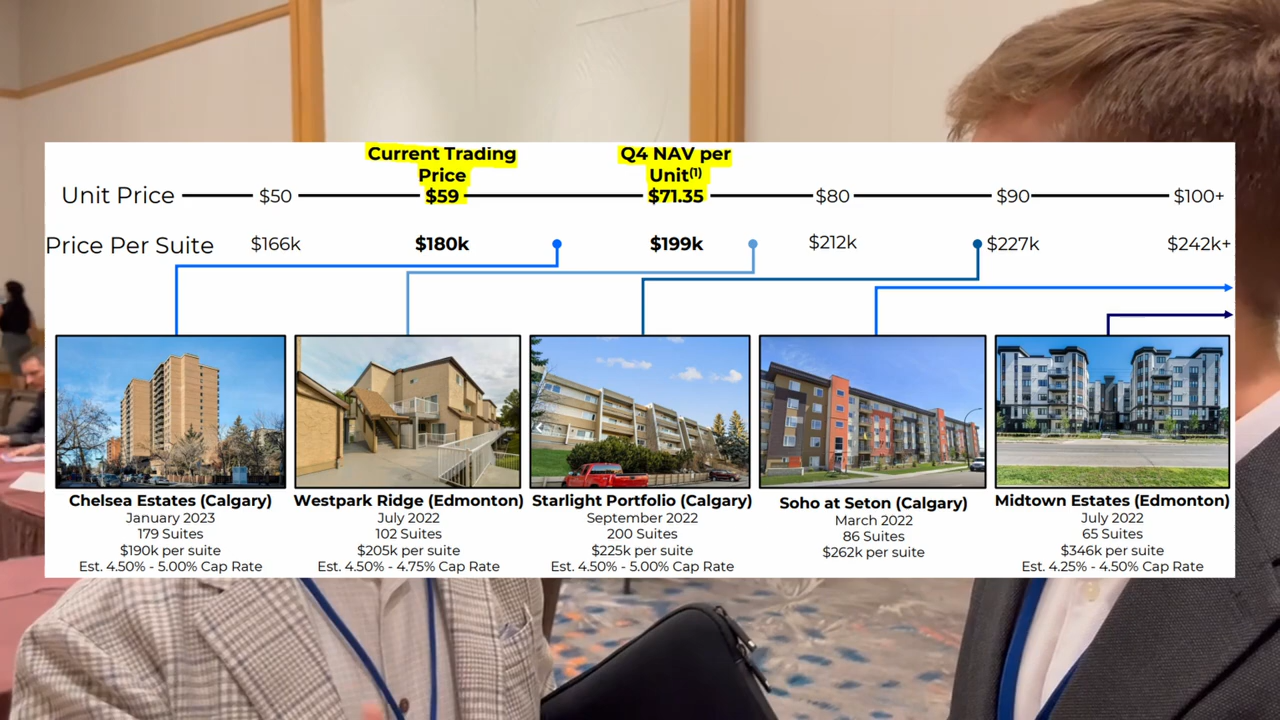 Current Trading
Price
Q4 NAV per
Unit(1)
Unit Price $50 $59 $71.35 $80 $90 $100+
Price Per Suite $166k $180k $199k $212k $227k $242k+
Chelsea Estates (Calgary)
January 2023
179 Suites
$190k per suite
Est. 4.50% - 5.00% Cap Rate
Westpark Ridge (Edmonton)
July 2022
102 Suites
$205k per suite
Est. 4.50% - 4.75% Cap Rate
Starlight Portfolio (Calgary)
September 2022
200 Suites
$225k per suite
Est. 4.50% - 5.00% Cap Rate
Soho at Seton (Calgary)
March 2022
86 Suites
$262k per suite
Midtown Estates (Edmonton)
July 2022
65 Suites
$346k per suite
Est. 4.25% - 4.50% Cap Rate